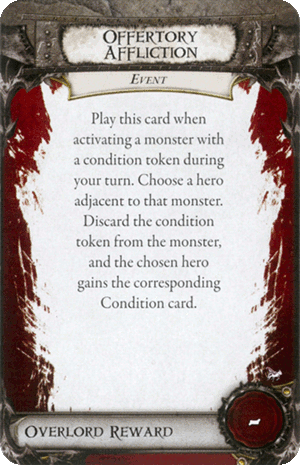 Offertory
Affliction
Event
Play this card when
activating a monster with
a condition token during
your turn. Choose a hero
adjacent to that monster.
Discard the condition
token from the monster,
and the chosen hero
gains the corresponding
Condition card.
Overlord Reward
-